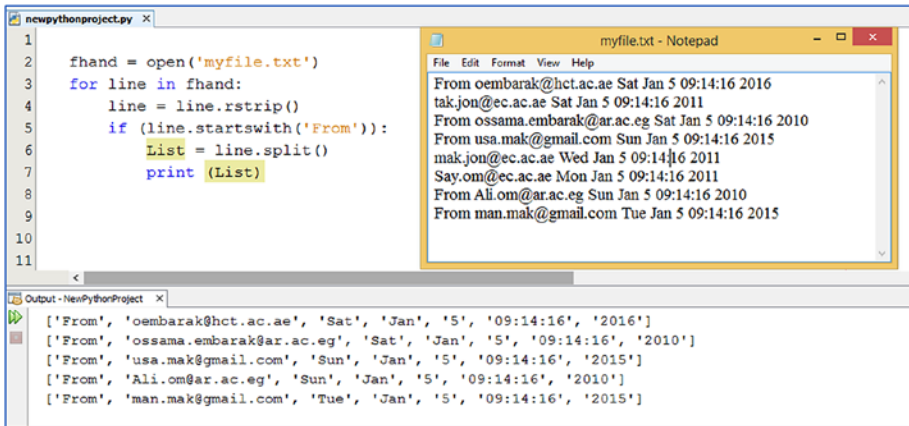 newpythonproject.py ×
1
2 fhand = open('myfile.txt')
3 for line in fhand:
4 line = line.rstrip()
5 if (line.startswith('From')):
6 List = line.split()
7 print (List)
8
9
10
11
myfile.txt - Notepad
File Edit Format View Help
From oembarak@hct.ac.ae Sat Jan 5 09:14:16 2016
tak.jon@ec.ac.ae Sat Jan 5 09:14:16 2011
From ossama.embarak@ar.ac.eg Sat Jan 5 09:14:16 2010
From usa.mak@gmail.com Sun Jan 5 09:14:16 2015
mak.jon@ec.ac.ae Wed Jan 5 09:14:16 2011
Say.om@ec.ac.ae Mon Jan 5 09:14:16 2011
From Ali.om@ar.ac.eg Sun Jan 5 09:14:16 2010
From man.mak@gmail.com Tue Jan 5 09:14:16 2015
Output - NewPythonProject ×
['From', 'oembarak@hct.ac.ae', 'Sat', 'Jan', '5', '09:14:16', '2016']
['From', 'ossama.embarak@ar.ac.eg', 'Sat', 'Jan', '5', '09:14:16', '2010']
['From', 'usa.mak@gmail.com', 'Sun', 'Jan', '5', '09:14:16', '2015']
['From', 'Ali.om@ar.ac.eg', 'Sun', 'Jan', '5', '09:14:16', '2010']
['From', 'man.mak@gmail.com', 'Tue', 'Jan', '5', '09:14:16', '2015']